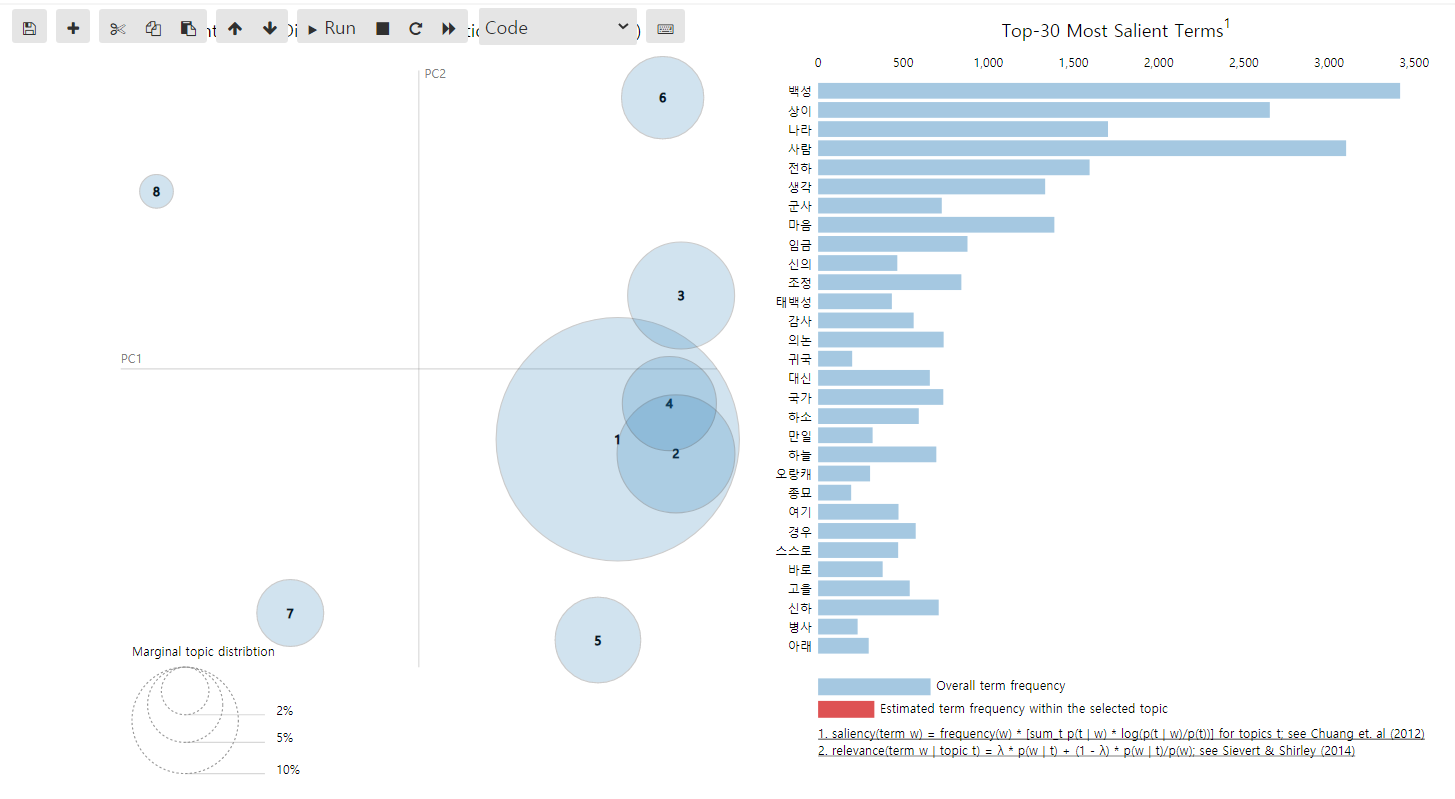 Run
Code
Top-30 Most Salient Terms1
PC2
PC1
6
8
3
4
1
2
7
5
Marginal topic distribtion
2%
5%
10%
0 500 1,000 1,500 2,000 2,500 3,000 3,500
백성
상이
나라
사람
전하
생각
군사
마음
임금
신의
조정
태백성
감사
의논
귀국
대신
국가
하소
만일
하늘
오랑캐
종묘
여기
경우
스스로
바로
고을
신하
병사
아래
Overall term frequency
Estimated term frequency within the selected topic
1. saliency(term w) = frequency(w) * [sum_t p(t | w) * log(p(t | w)/p(t))] for topics t; see Chuang et. al (2012)
2. relevance(term w | topic t) = λ * p(w | t) + (1 - λ) * p(w | t)/p(w); see Sievert & Shirley (2014)